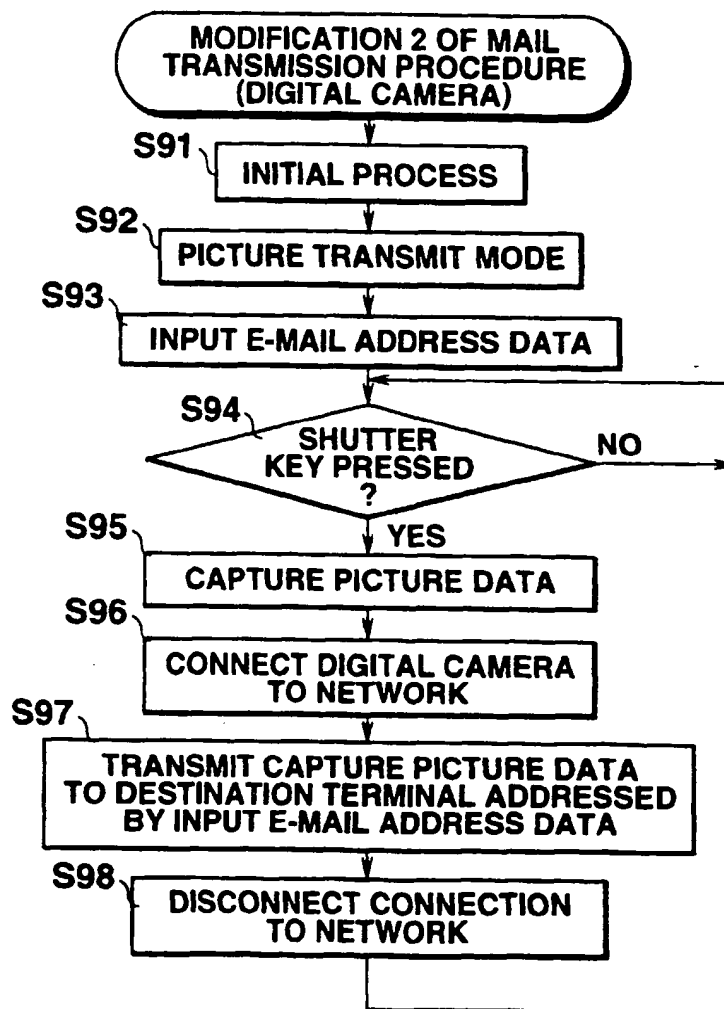 MODIFICATION 2 OF MAIL
TRANSMISSION PROCEDURE
(DIGITAL CAMERA)
S91
INITIAL PROCESS
S92
PICTURE TRANSMIT MODE
S93
INPUT E-MAIL ADDRESS DATA
S94
SHUTTER
KEY PRESSED
?
NO
YES
S95
CAPTURE PICTURE DATA
S96
CONNECT DIGITAL CAMERA
TO NETWORK
S97
TRANSMIT CAPTURE PICTURE DATA
TO DESTINATION TERMINAL ADDRESSED
BY INPUT E-MAIL ADDRESS DATA
S98
DISCONNECT CONNECTION
TO NETWORK